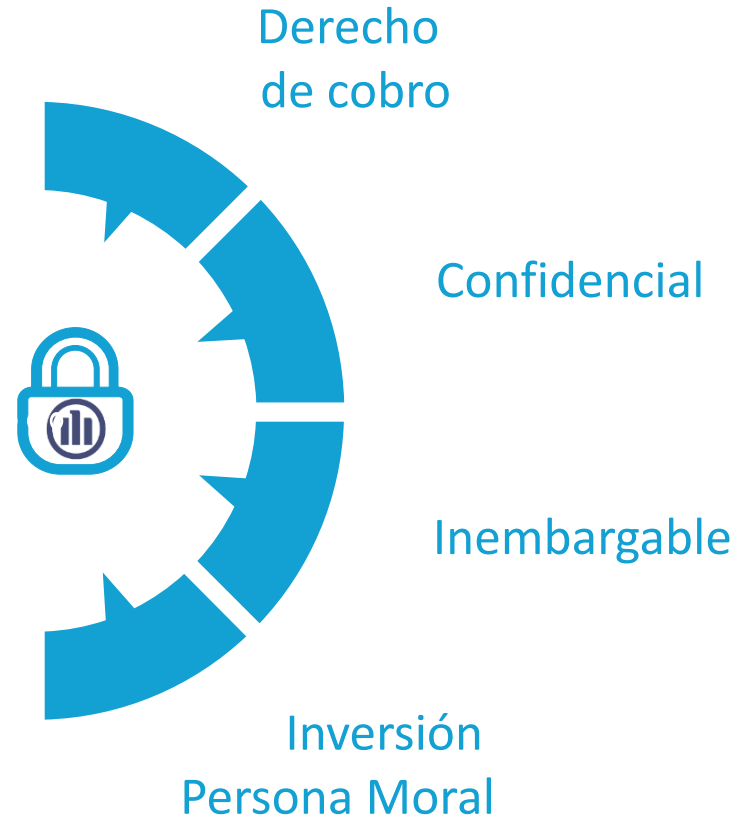 Derecho
de cobro
Confidencial
Inembargable
Inversión
Persona Moral